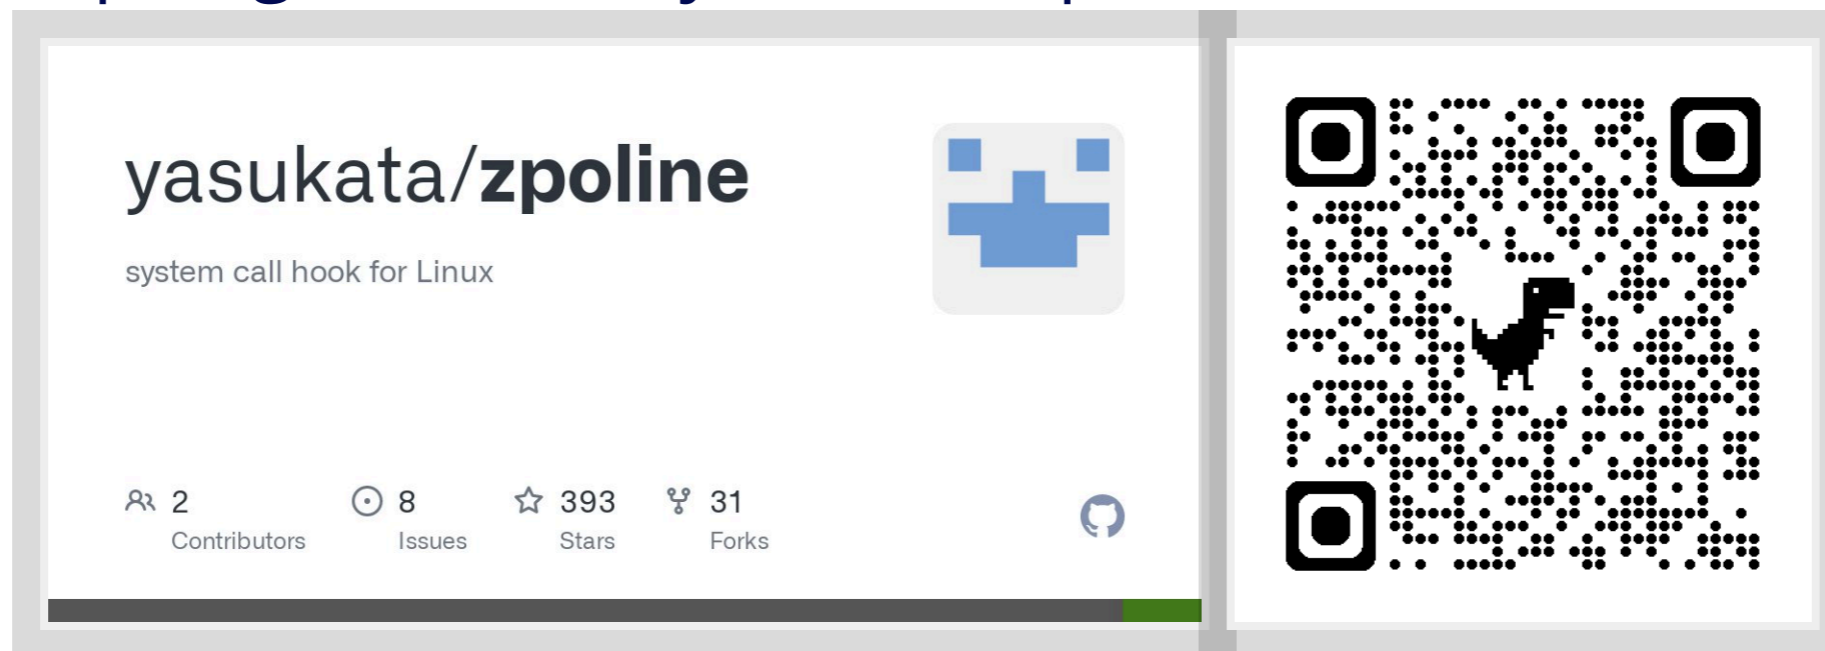 yasukata/zpoline
system call hook for Linux
2
Contributors
8
Issues
393
Stars
31
Forks